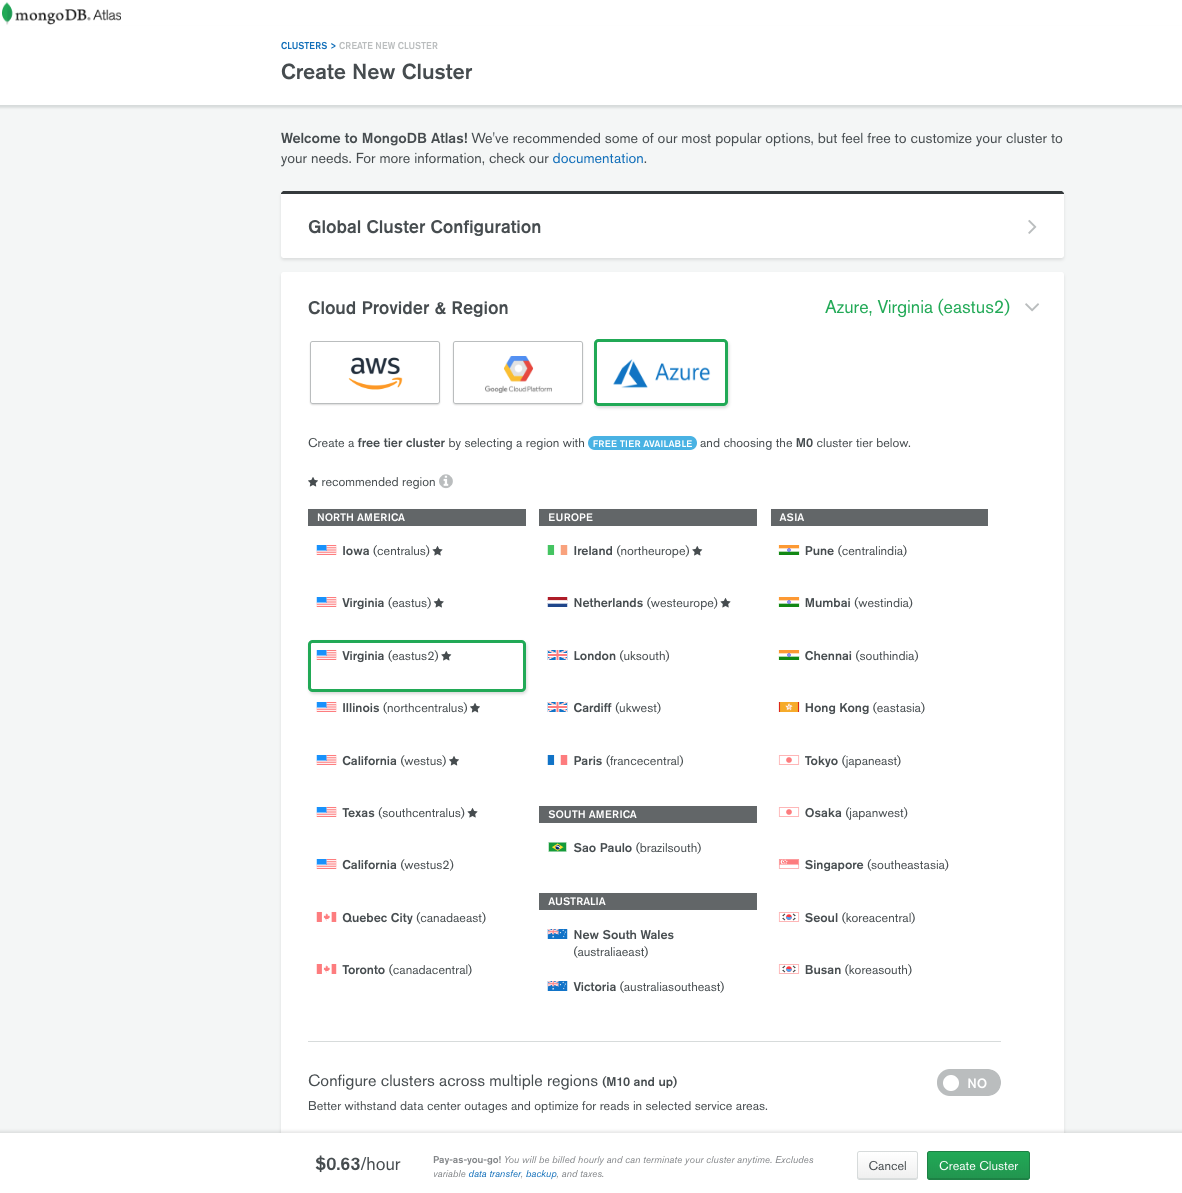 mongoDB. Atlas
CLUSTERS > CREATE NEW CLUSTER
Create New Cluster
Welcome to MongoDB Atlas! We've recommended some of our most popular options, but feel free to customize your cluster to
your needs. For more information, check our documentation.
Global Cluster Configuration
Cloud Provider & Region
Azure, Virginia (eastus2)
aws
Google Cloud Platform
Azure
Create a free tier cluster by selecting a region with FREE TIER AVAILABLE and choosing the M0 cluster tier below.
★ recommended region i
NORTH AMERICA
Iowa (centralus) ★
Virginia (eastus) ★
Virginia (eastus2) ★
Illinois (northcentralus) ★
California (westus) ★
Texas (southcentralus) ★
California (westus2)
Quebec City (canadaeast)
Toronto (canadacentral)
EUROPE
Ireland (northeurope) ★
Netherlands (westeurope) ★
London (uksouth)
Cardiff (ukwest)
Paris (francecentral)
SOUTH AMERICA
Sao Paulo (brazilsouth)
AUSTRALIA
New South Wales
(australiaeast)
Victoria (australiasoutheast)
ASIA
Pune (centralindia)
Mumbai (westindia)
Chennai (southindia)
Hong Kong (eastasia)
Tokyo (japaneast)
Osaka (japanwest)
Singapore (southeastasia)
Seoul (koreacentral)
Busan (koreasouth)
Configure clusters across multiple regions (M10 and up)
NO
Better withstand data center outages and optimize for reads in selected service areas.
$0.63/hour
Pay-as-you-go! You will be billed hourly and can terminate your cluster anytime. Excludes
variable data transfer, backup, and taxes.
Cancel
Create Cluster